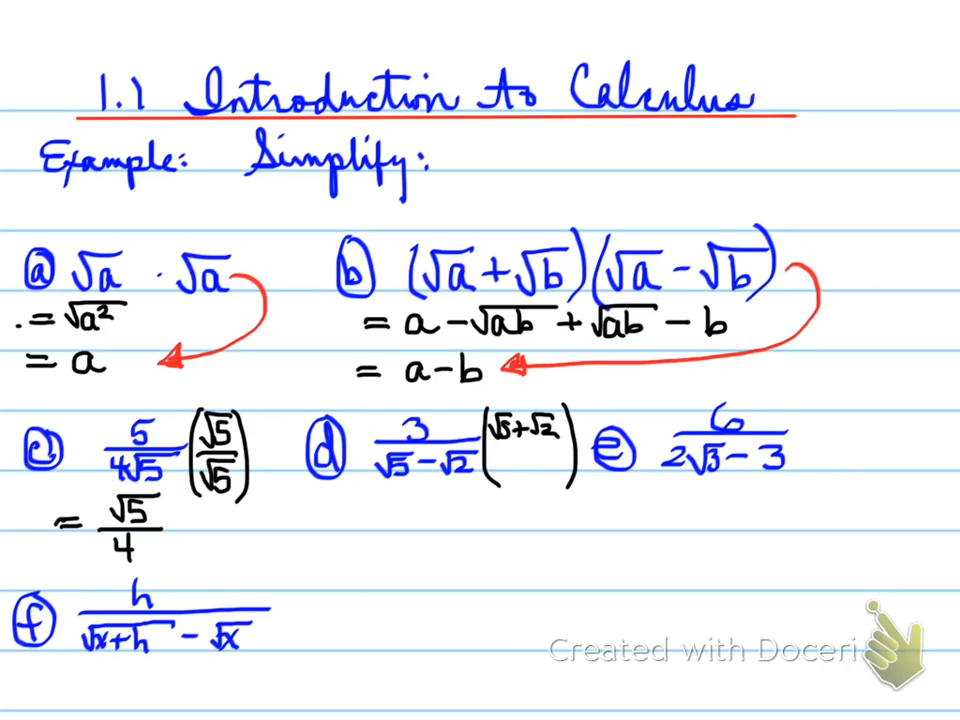 1.1 Introduction To Calculus
Example: Simplify:
ⓐ √a · √a
= √a²
= a
ⓑ (√a + √b)(√a − √b)
= a − √ab + √ab − b
= a − b
ⓒ 5/(4√5) (√5/√5)
= √5/4
ⓓ 3/(√5 − √2) (√5+√2)
ⓔ 6/(2√3 − 3)
ⓕ h/(√x+h − √x)
Created with Doceri